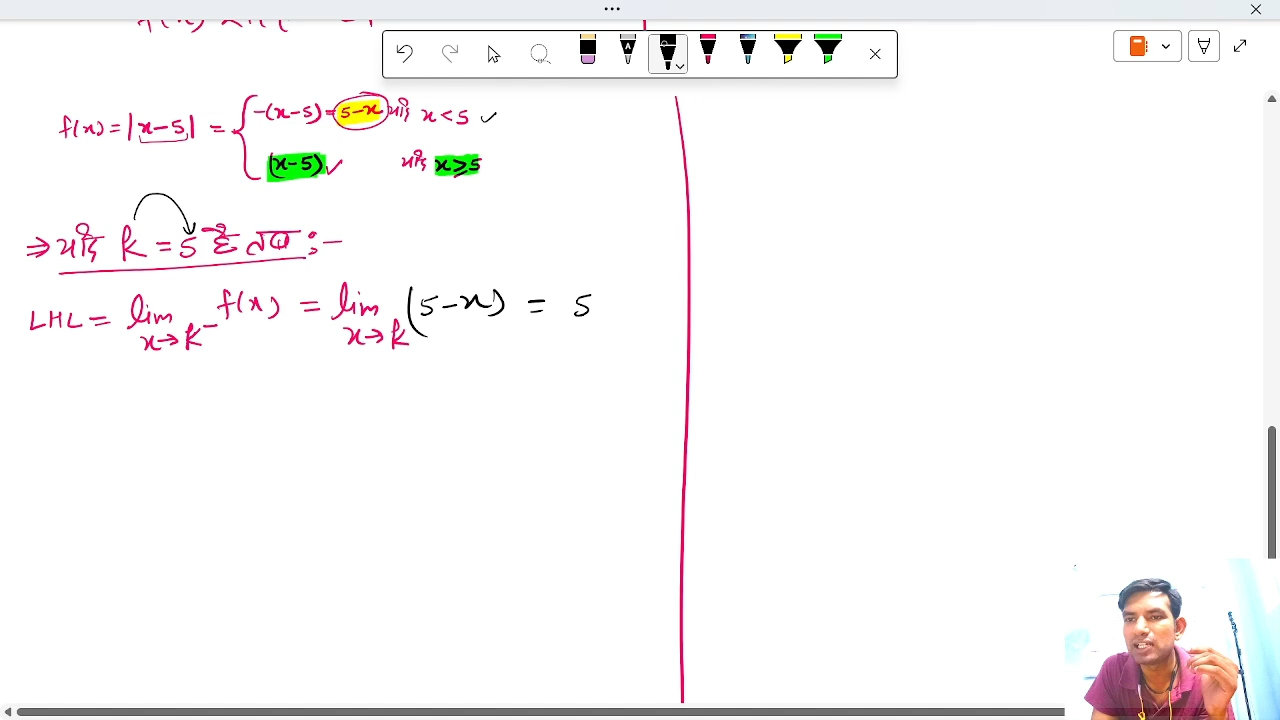 f(x) = |x-5| = { -(x-5) = 5-x यदि x < 5 ✓
(x-5) ✓ यदि x ≥ 5
⇒ यदि k = 5 है तब :-
LHL = lim x→k⁻ f(x) = lim x→k (5-x) = 5